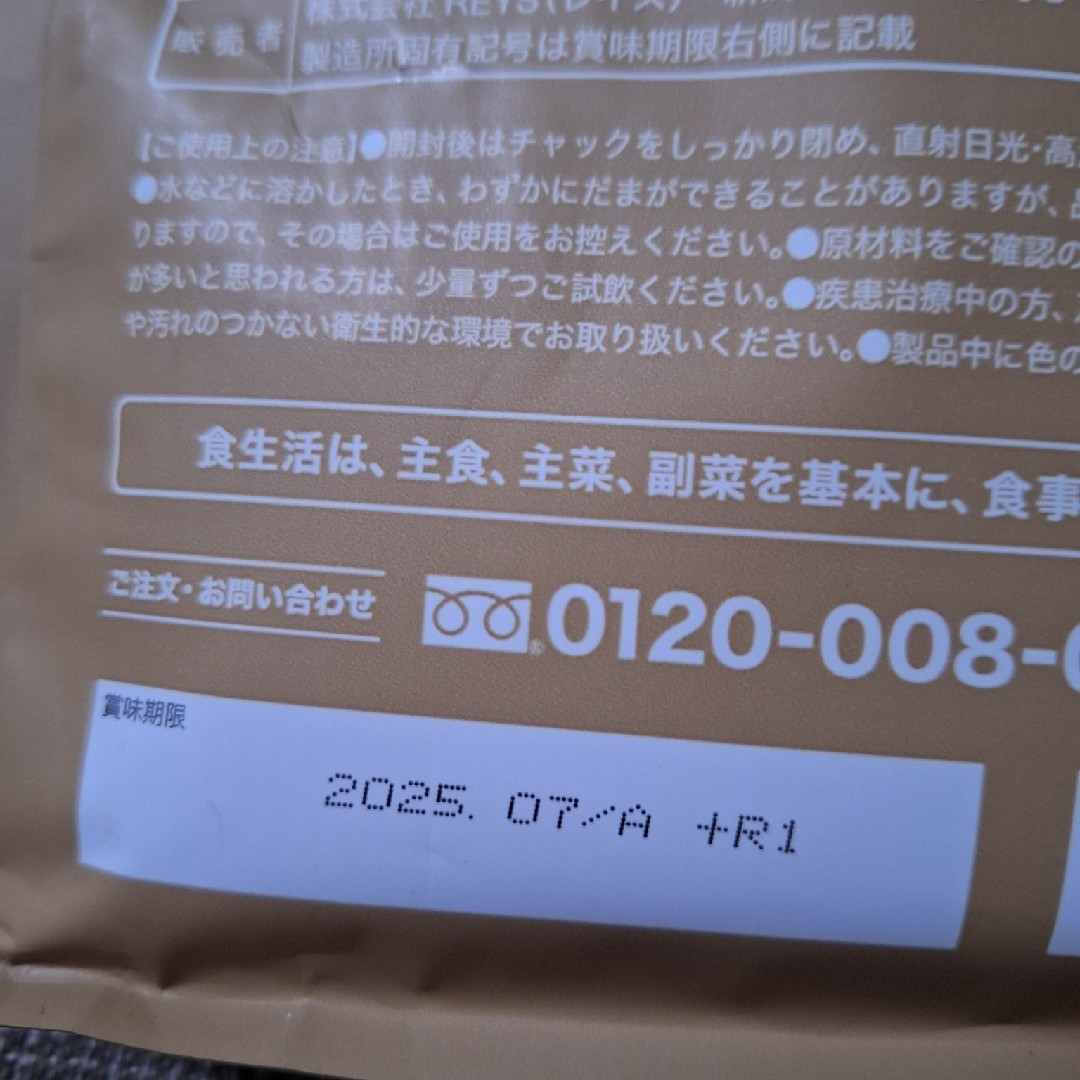 販売者
株式会社 REYS(レイズ)
製造所固有記号は賞味期限右側に記載
【ご使用上の注意】●開封後はチャックをしっかり閉め、直射日光・高
●水などに溶かしたとき、わずかにだまができることがありますが、品
りますので、その場合はご使用をお控えください。●原材料をご確認の
が多いと思われる方は、少量ずつご試飲ください。●疾患治療中の方、
や汚れのつかない衛生的な環境でお取り扱いください。●製品中に色の
食生活は、主食、主菜、副菜を基本に、食事
ご注文・お問い合わせ
0120-008-
賞味期限
2025. 07/A +R1